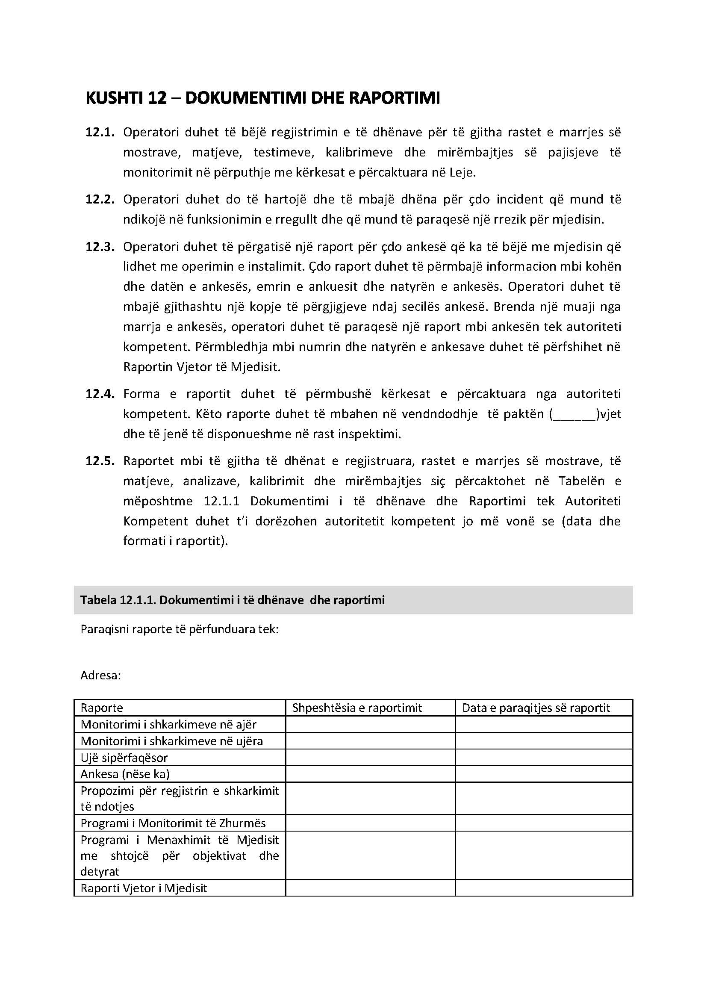 KUSHTI 12 – DOKUMENTIMI DHE RAPORTIMI
12.1. Operatori duhet të bëjë regjistrimin e të dhënave për të gjitha rastet e marrjes së
mostrave, matjeve, testimeve, kalibrimeve dhe mirëmbajtjes së pajisjeve të
monitorimit në përputhje me kërkesat e përcaktuara në Leje.
12.2. Operatori duhet do të hartojë dhe të mbajë dhëna për çdo incident që mund të
ndikojë në funksionimin e rregullt dhe që mund të paraqesë një rrezik për mjedisin.
12.3. Operatori duhet të përgatisë një raport për çdo ankesë që ka të bëjë me mjedisin që
lidhet me operimin e instalimit. Çdo raport duhet të përmbajë informacion mbi kohën
dhe datën e ankesës, emrin e ankuesit dhe natyrën e ankesës. Operatori duhet të
mbajë gjithashtu një kopje të përgjigjeve ndaj secilës ankesë. Brenda një muaji nga
marrja e ankesës, operatori duhet të paraqesë një raport mbi ankesën tek autoriteti
kompetent. Përmbledhja mbi numrin dhe natyrën e ankesave duhet të përfshihet në
Raportin Vjetor të Mjedisit.
12.4. Forma e raportit duhet të përmbushë kërkesat e përcaktuara nga autoriteti
kompetent. Këto raporte duhet të mbahen në vendndodhje të paktën (______)vjet
dhe të jenë të disponueshme në rast inspektimi.
12.5. Raportet mbi të gjitha të dhënat e regjistruara, rastet e marrjes së mostrave, të
matjeve, analizave, kalibrimit dhe mirëmbajtjes siç përcaktohet në Tabelën e
mëposhtme 12.1.1 Dokumentimi i të dhënave dhe Raportimi tek Autoriteti
Kompetent duhet t’i dorëzohen autoritetit kompetent jo më vonë se (data dhe
formati i raportit).
Tabela 12.1.1. Dokumentimi i të dhënave dhe raportimi
Paraqisni raporte të përfunduara tek:
Adresa:
Raporte Shpeshtësia e raportimit Data e paraqitjes së raportit
Monitorimi i shkarkimeve në ajër
Monitorimi i shkarkimeve në ujëra
Ujë sipërfaqësor
Ankesa (nëse ka)
Propozimi për regjistrin e shkarkimit
të ndotjes
Programi i Monitorimit të Zhurmës
Programi i Menaxhimit të Mjedisit
me shtojcë për objektivat dhe
detyrat
Raporti Vjetor i Mjedisit